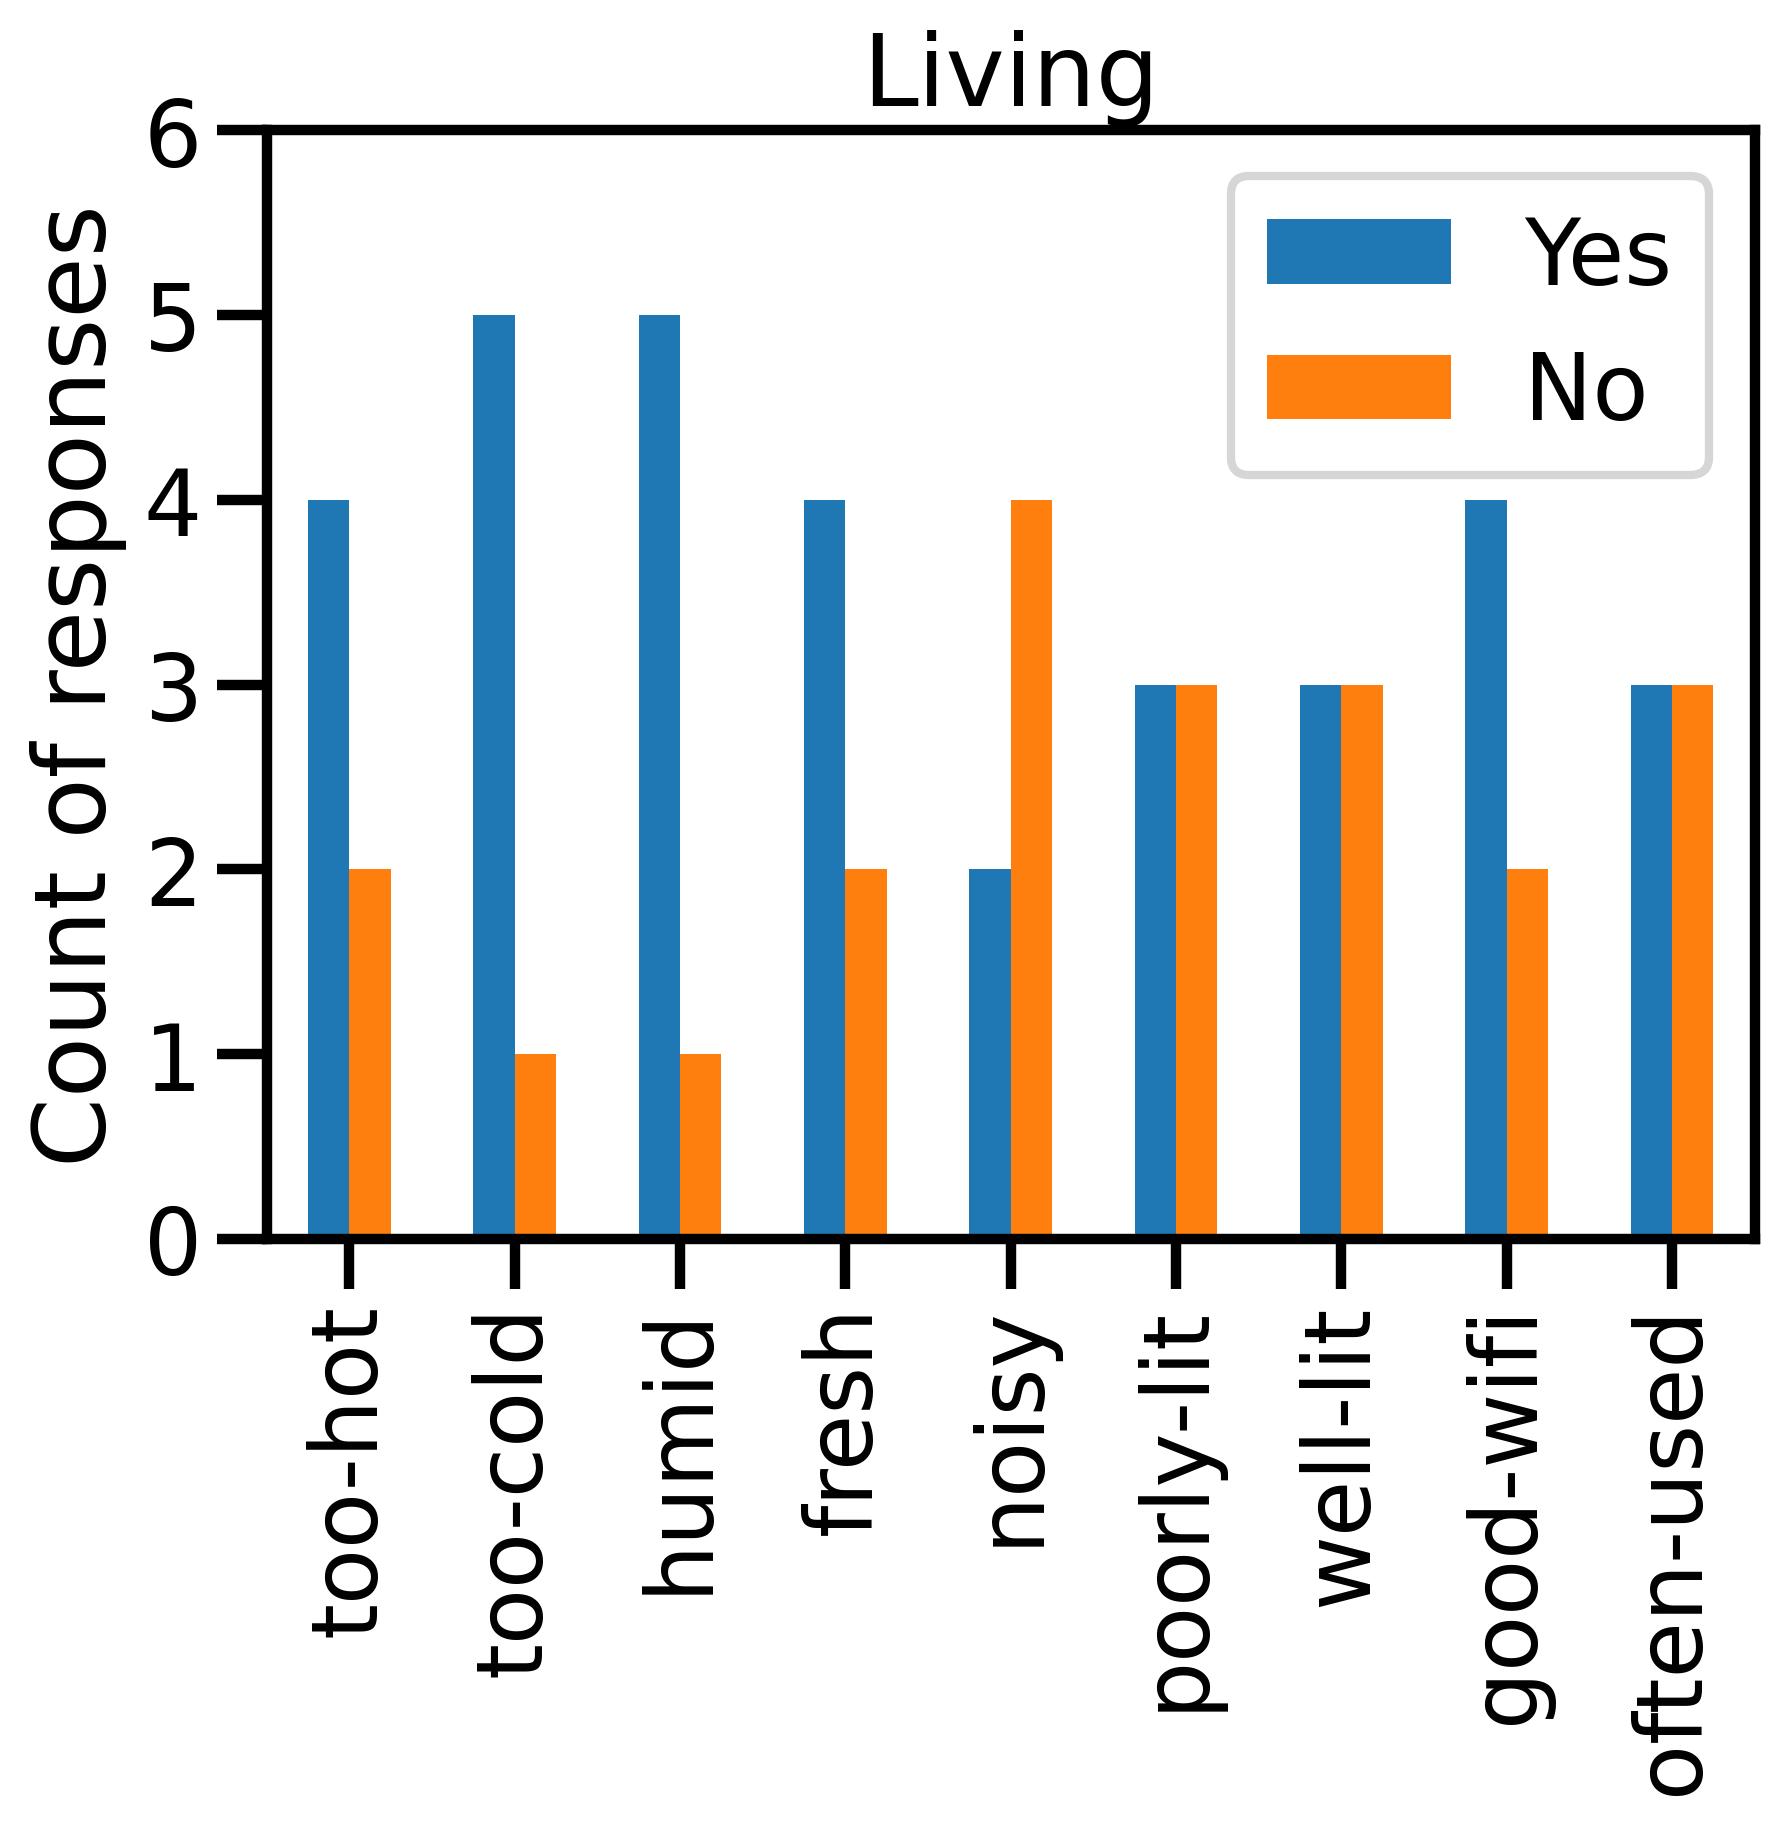 Living
Count of responses
6
5
4
3
2
1
0
Yes
No
too-hot
too-cold
humid
fresh
noisy
poorly-lit
well-lit
good-wifi
often-used